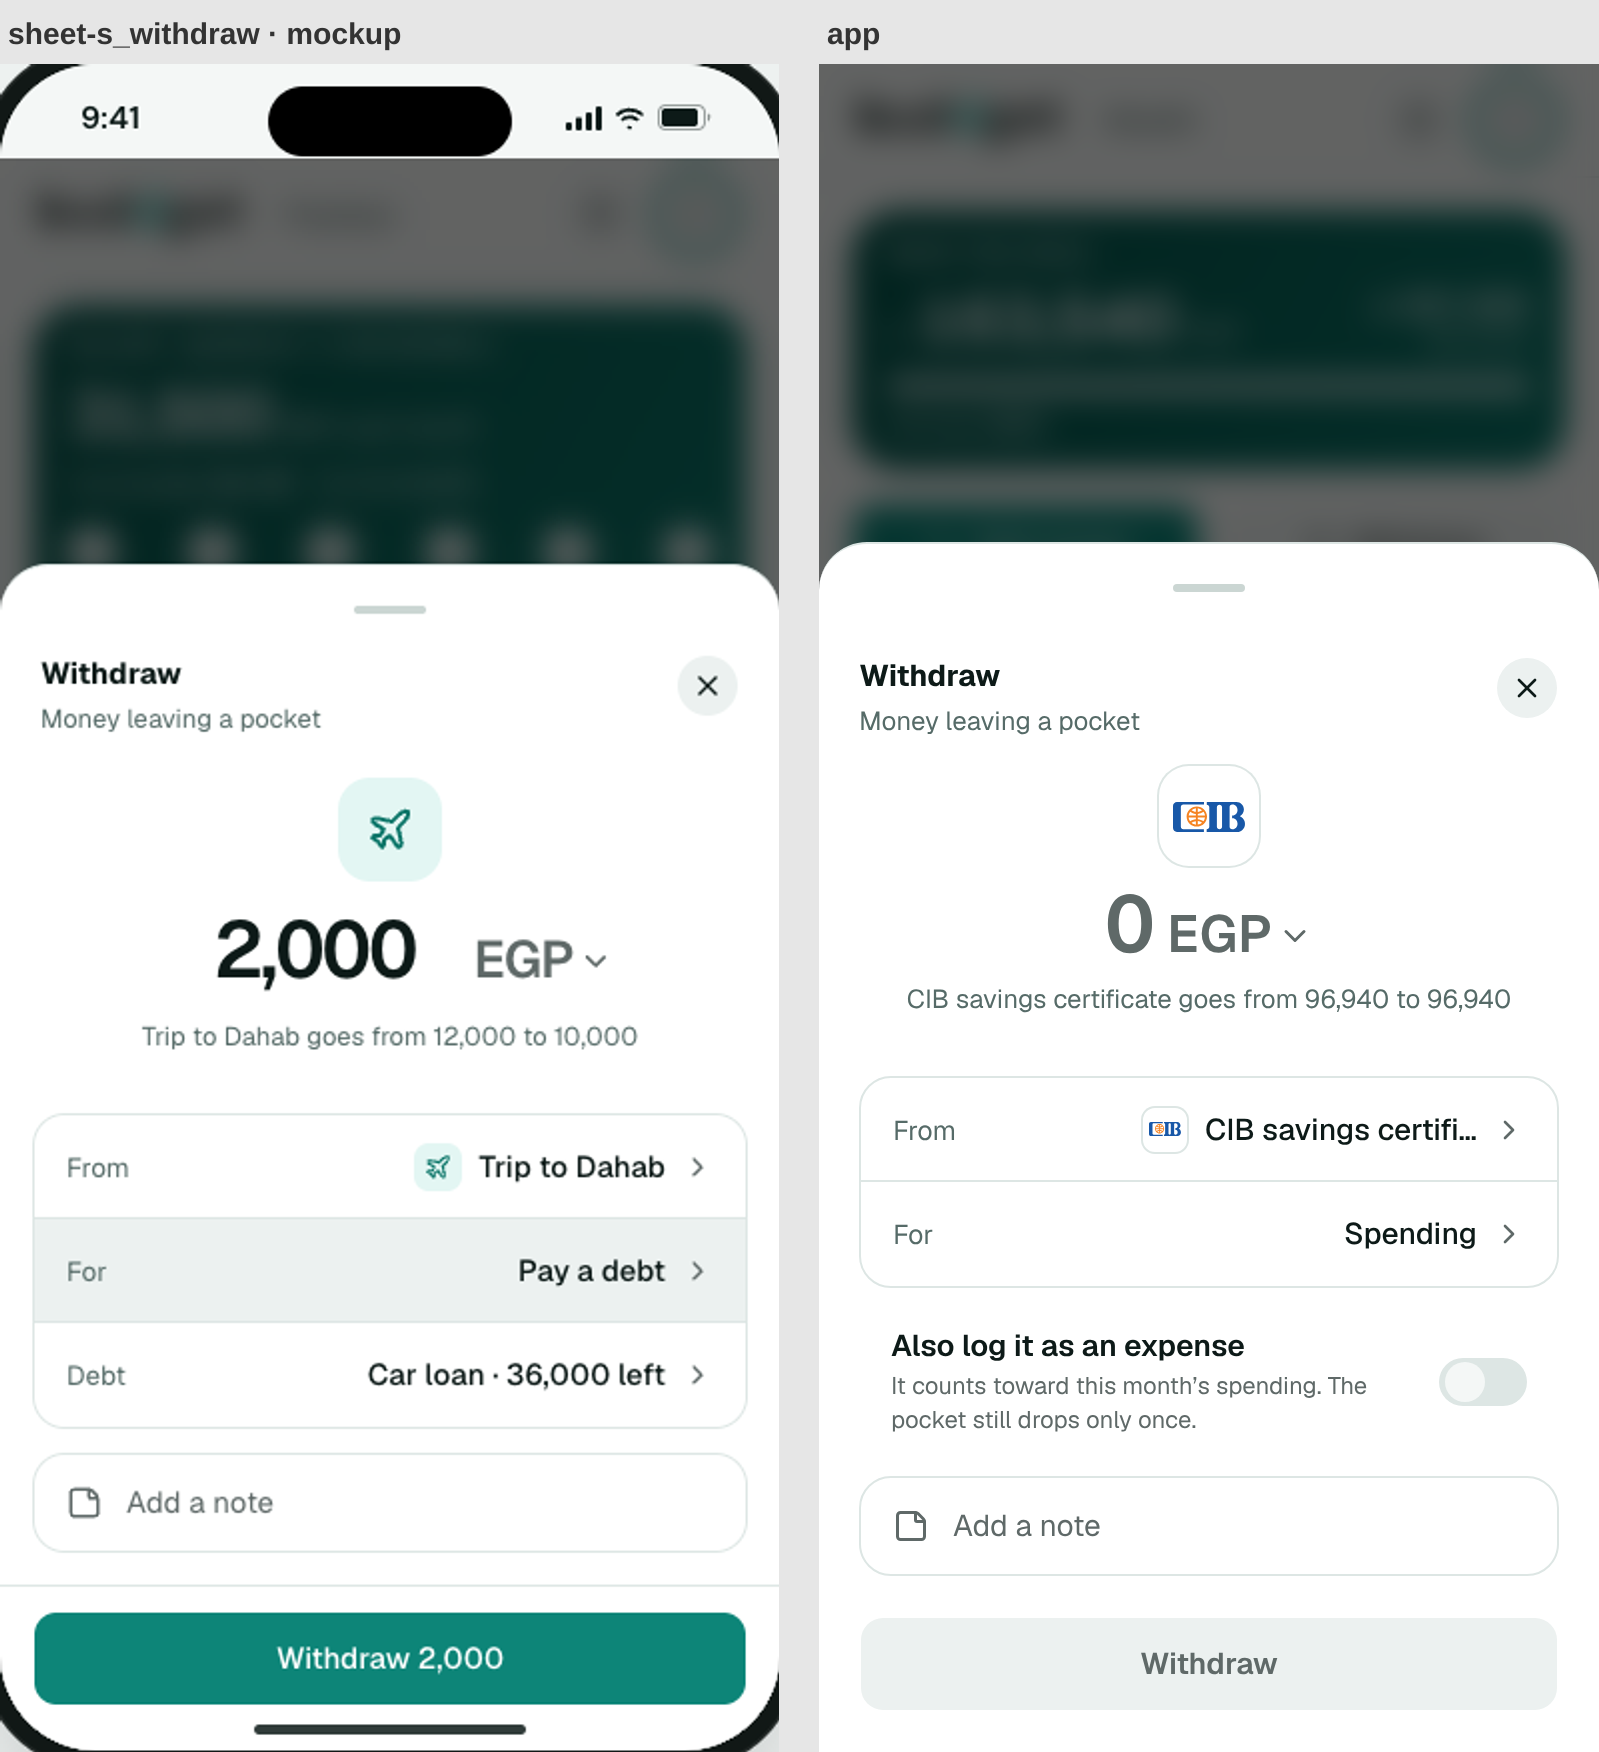 sheet-s_withdraw · mockup
9:41
Withdraw
Money leaving a pocket
2,000 EGP
Trip to Dahab goes from 12,000 to 10,000
From Trip to Dahab
For Pay a debt
Debt Car loan · 36,000 left
Add a note
Withdraw 2,000
app
Withdraw
Money leaving a pocket
CIB
0 EGP
CIB savings certificate goes from 96,940 to 96,940
From CIB CIB savings certifi...
For Spending
Also log it as an expense
It counts toward this month’s spending. The
pocket still drops only once.
Add a note
Withdraw